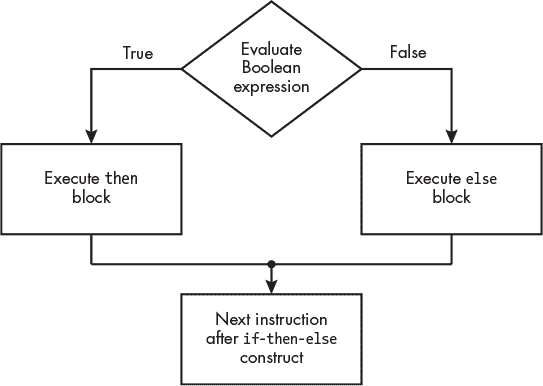 True
Evaluate
Boolean
expression
False
Execute then
block
Execute else
block
Next instruction
after if-then-else
construct